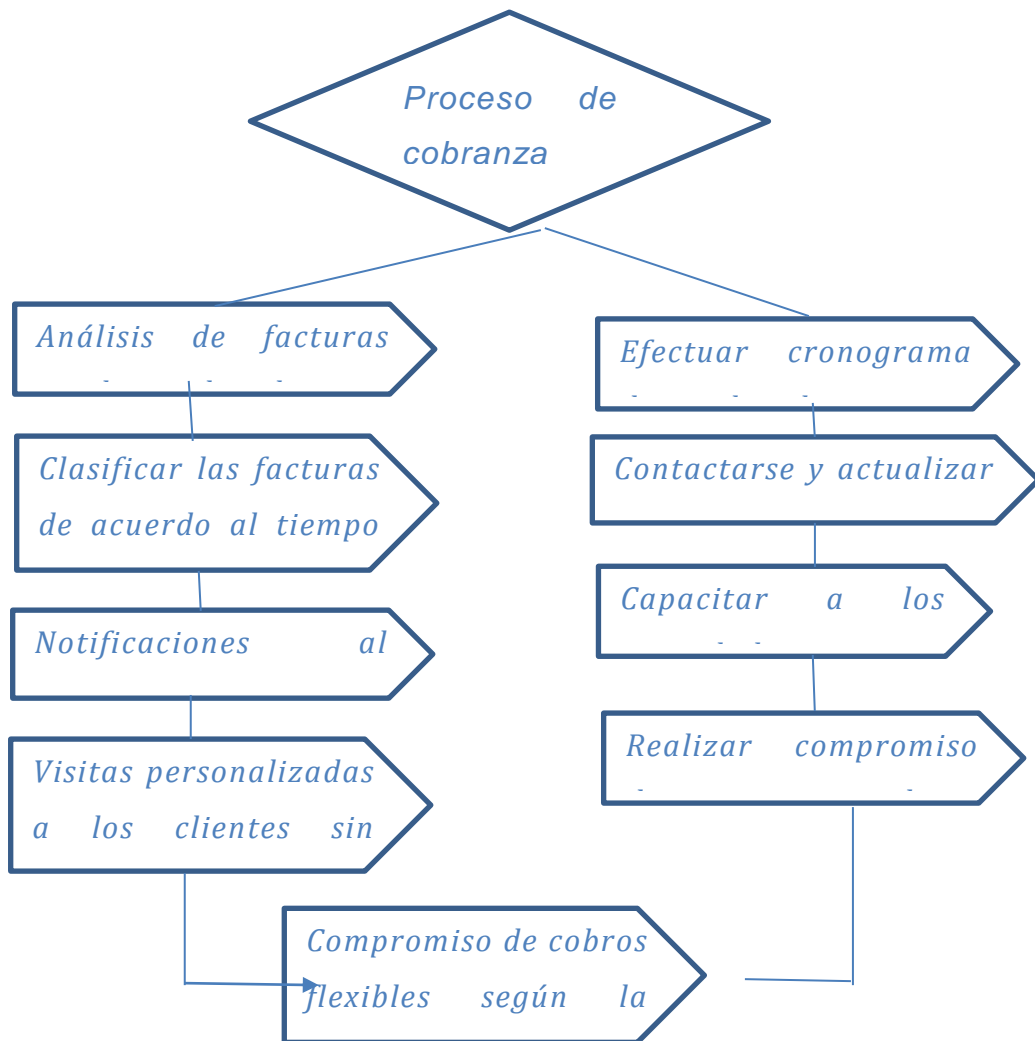 Proceso de
cobranza
Análisis de facturas
Clasificar las facturas
de acuerdo al tiempo
Notificaciones al
Visitas personalizadas
a los clientes sin
Efectuar cronograma
Contactarse y actualizar
Capacitar a los
Realizar compromiso
Compromiso de cobros
flexibles según la